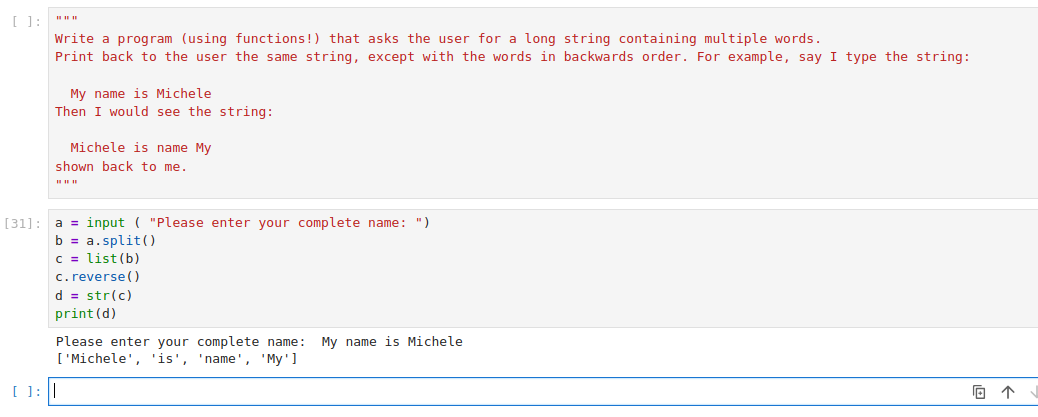 [ ]: """
Write a program (using functions!) that asks the user for a long string containing multiple words.
Print back to the user the same string, except with the words in backwards order. For example, say I type the string:
My name is Michele
Then I would see the string:
Michele is name My
shown back to me.
"""
[31]: a = input ( "Please enter your complete name: ")
b = a.split()
c = list(b)
c.reverse()
d = str(c)
print(d)
Please enter your complete name:  My name is Michele
['Michele', 'is', 'name', 'My']
[ ]: